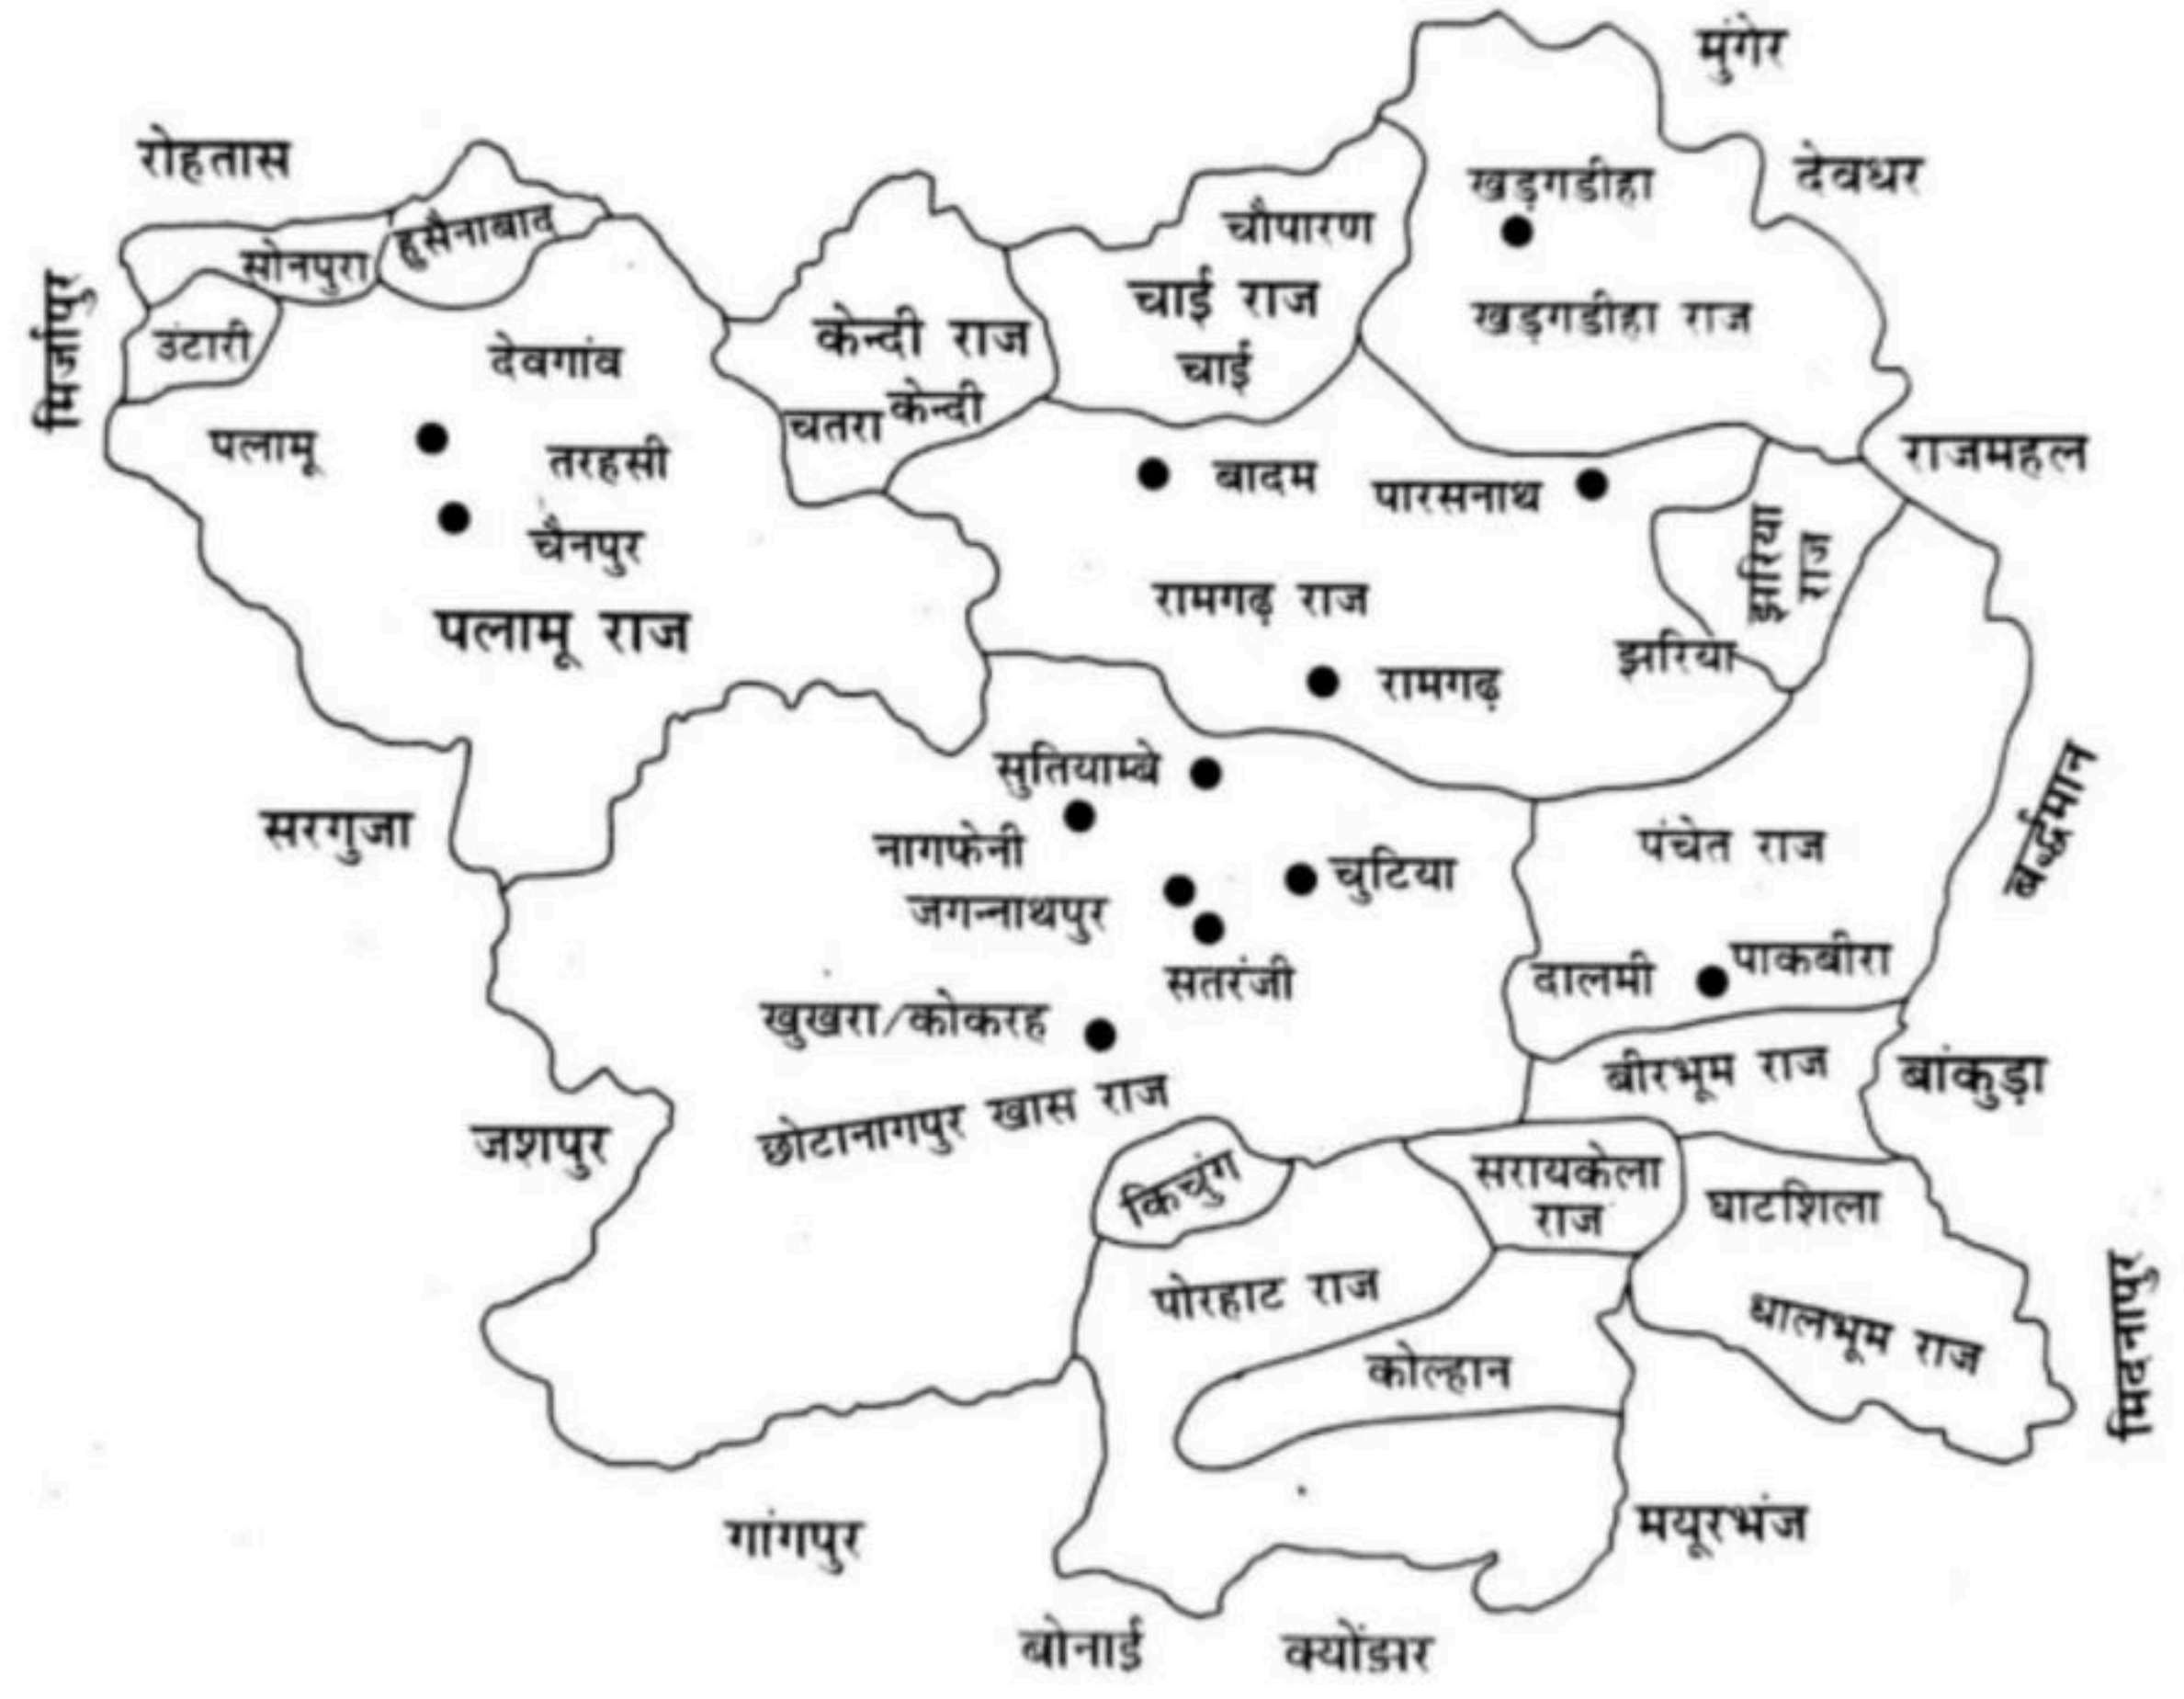 मुंगेर
रोहतास
देवधर
खड़गडीहा
हुसैनाबाद
चौपारण
सोनपुरा
मिर्जापुर
चाई राज
खड़गडीहा राज
केन्दी राज
उंटारी
देवगांव
चाई
केन्दी
चतरा
पलामू
तरहसी
राजमहल
बादम
पारसनाथ
चैनपुर
झरिया
राज
रामगढ़ राज
पलामू राज
झरिया
रामगढ़
सुतियाम्बे
सरगुजा
नागफेनी
पंचेत राज
बर्द्धमान
चुटिया
जगन्नाथपुर
पाकबीरा
दालमी
सतरंजी
खुखरा/कोकरह
बीरभूम राज
बांकुड़ा
छोटानागपुर खास राज
जशपुर
किचुंग
सरायकेला
राज
घाटशिला
पोरहाट राज
धालभूम राज
मिदनापुर
कोल्हान
गांगपुर
मयूरभंज
बोनाई
क्योंझार